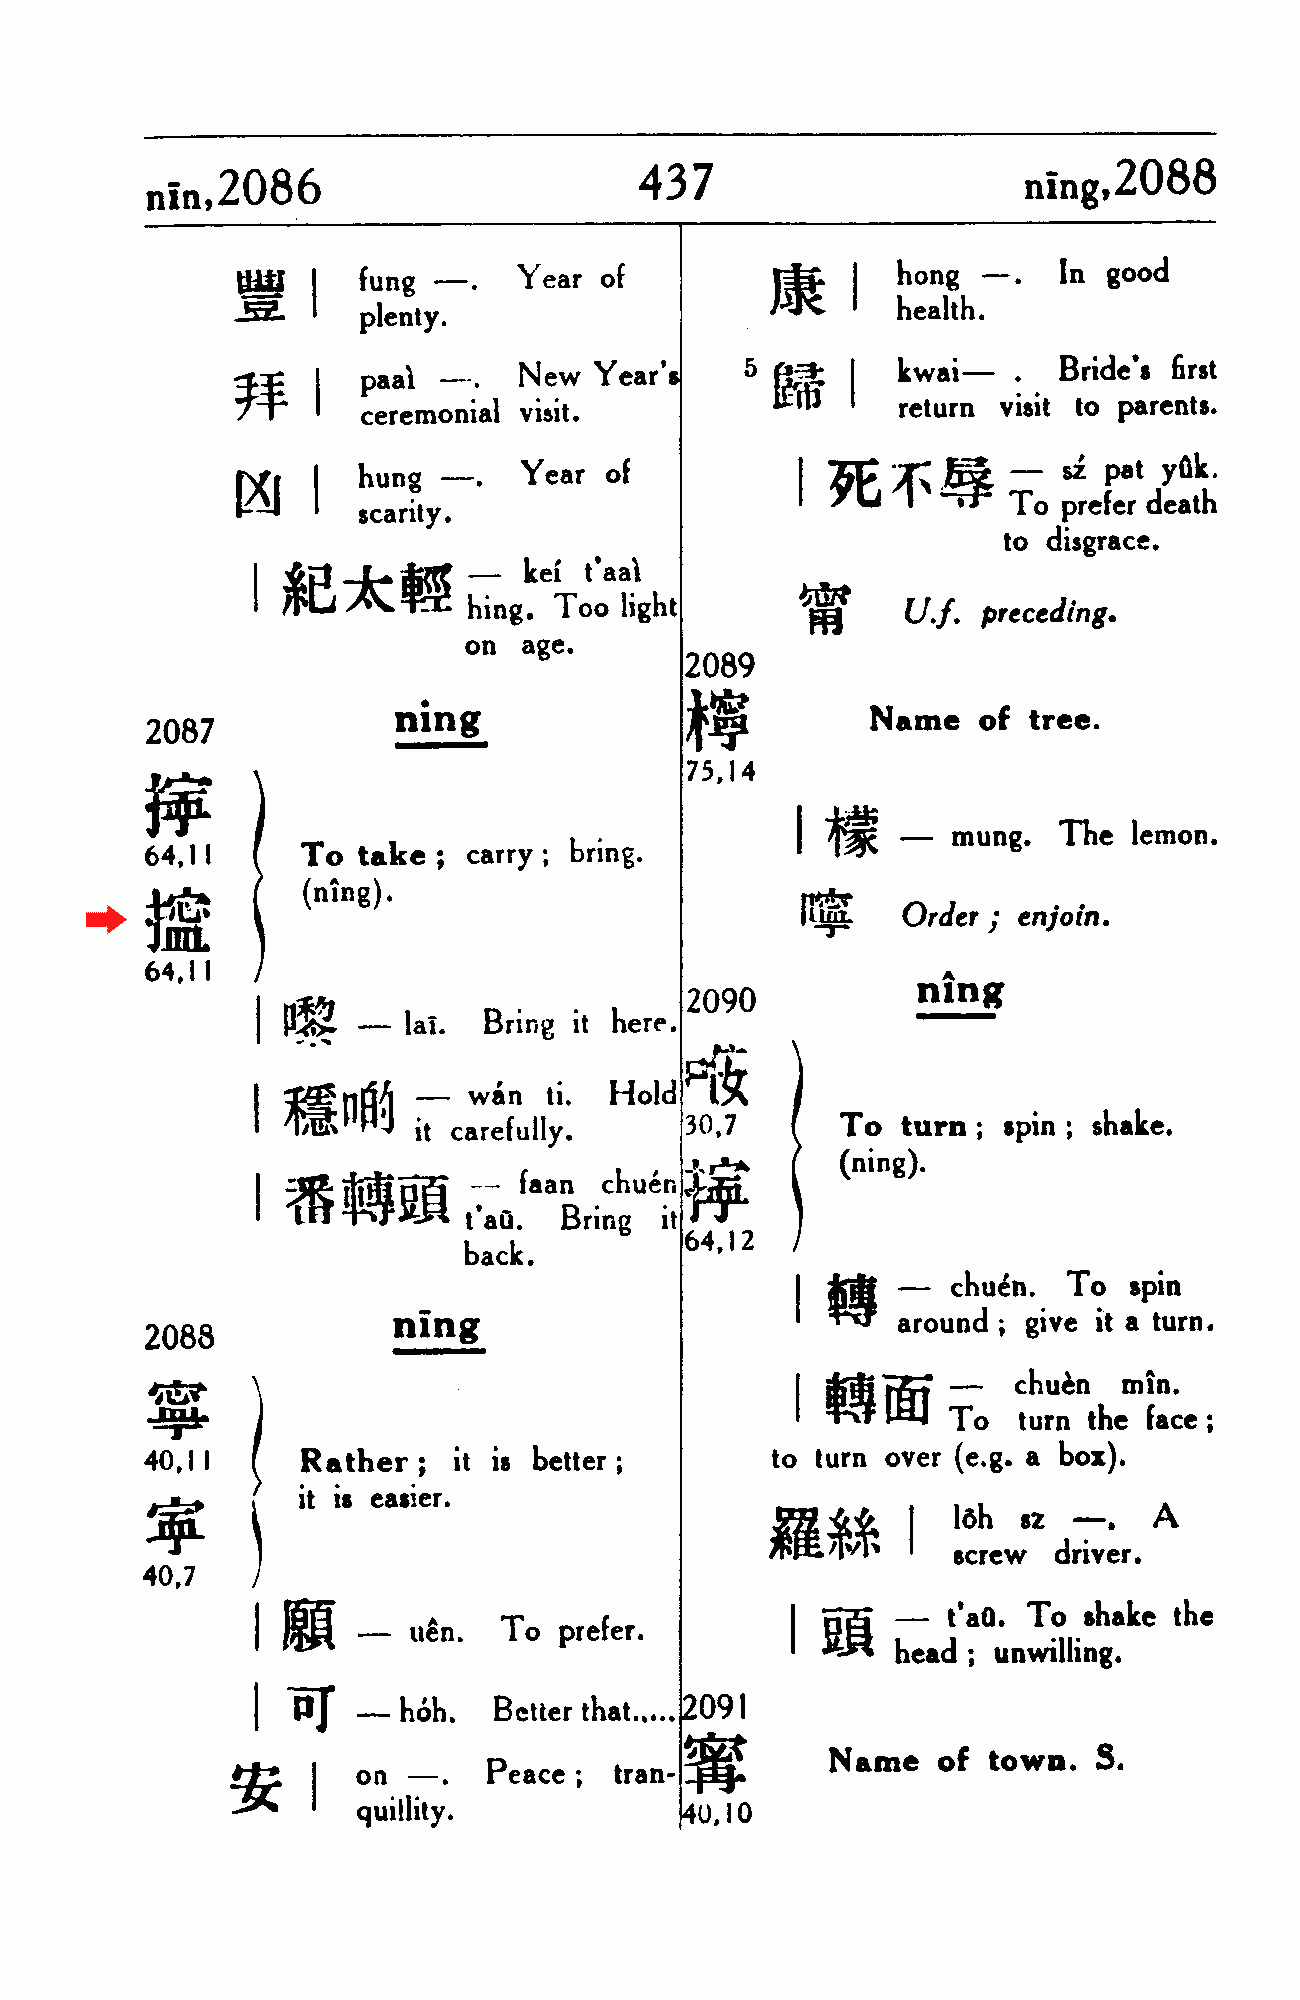 nīn,2086 437 nīng,2088
豐 | fung —. Year of
plenty.
拜 | paaì —. New Year's
ceremonial visit.
凶 | hung —. Year of
scarity.
| 紀太輕 — keí t'aaì
hing. Too light
on age.
2087 ning
64,11 To take ; carry ; bring.
(nîng).
64,11
| 嚟 — laī. Bring it here.
| 穩啲 — wán ti. Hold
it carefully.
| 番轉頭 — faan chuén
t'aū. Bring it
back.
2088 nīng
寧
40,11 Rather ; it is better ;
it is easier.
寕
40,7
| 願 — uên. To prefer.
| 可 — hóh. Better that.....
安 | on —. Peace ; tran-
quillity.
康 | hong —. In good
health.
5 歸 | kwai— . Bride's first
return visit to parents.
| 死不辱 — sź pat yûk.
To prefer death
to disgrace.
甯 U.f. preceding.
2089
檸 Name of tree.
75,14
| 檬 — mung. The lemon.
嚀 Order ; enjoin.
2090 nîng
30,7 To turn ; spin ; shake.
(ning).
64,12
| 轉 — chuén. To spin
around ; give it a turn.
| 轉面 — chuèn mîn.
To turn the face ;
to turn over (e.g. a box).
羅絲 | lōh sz —. A
screw driver.
| 頭 — t'aū. To shake the
head ; unwilling.
2091
Name of town. S.
40,10